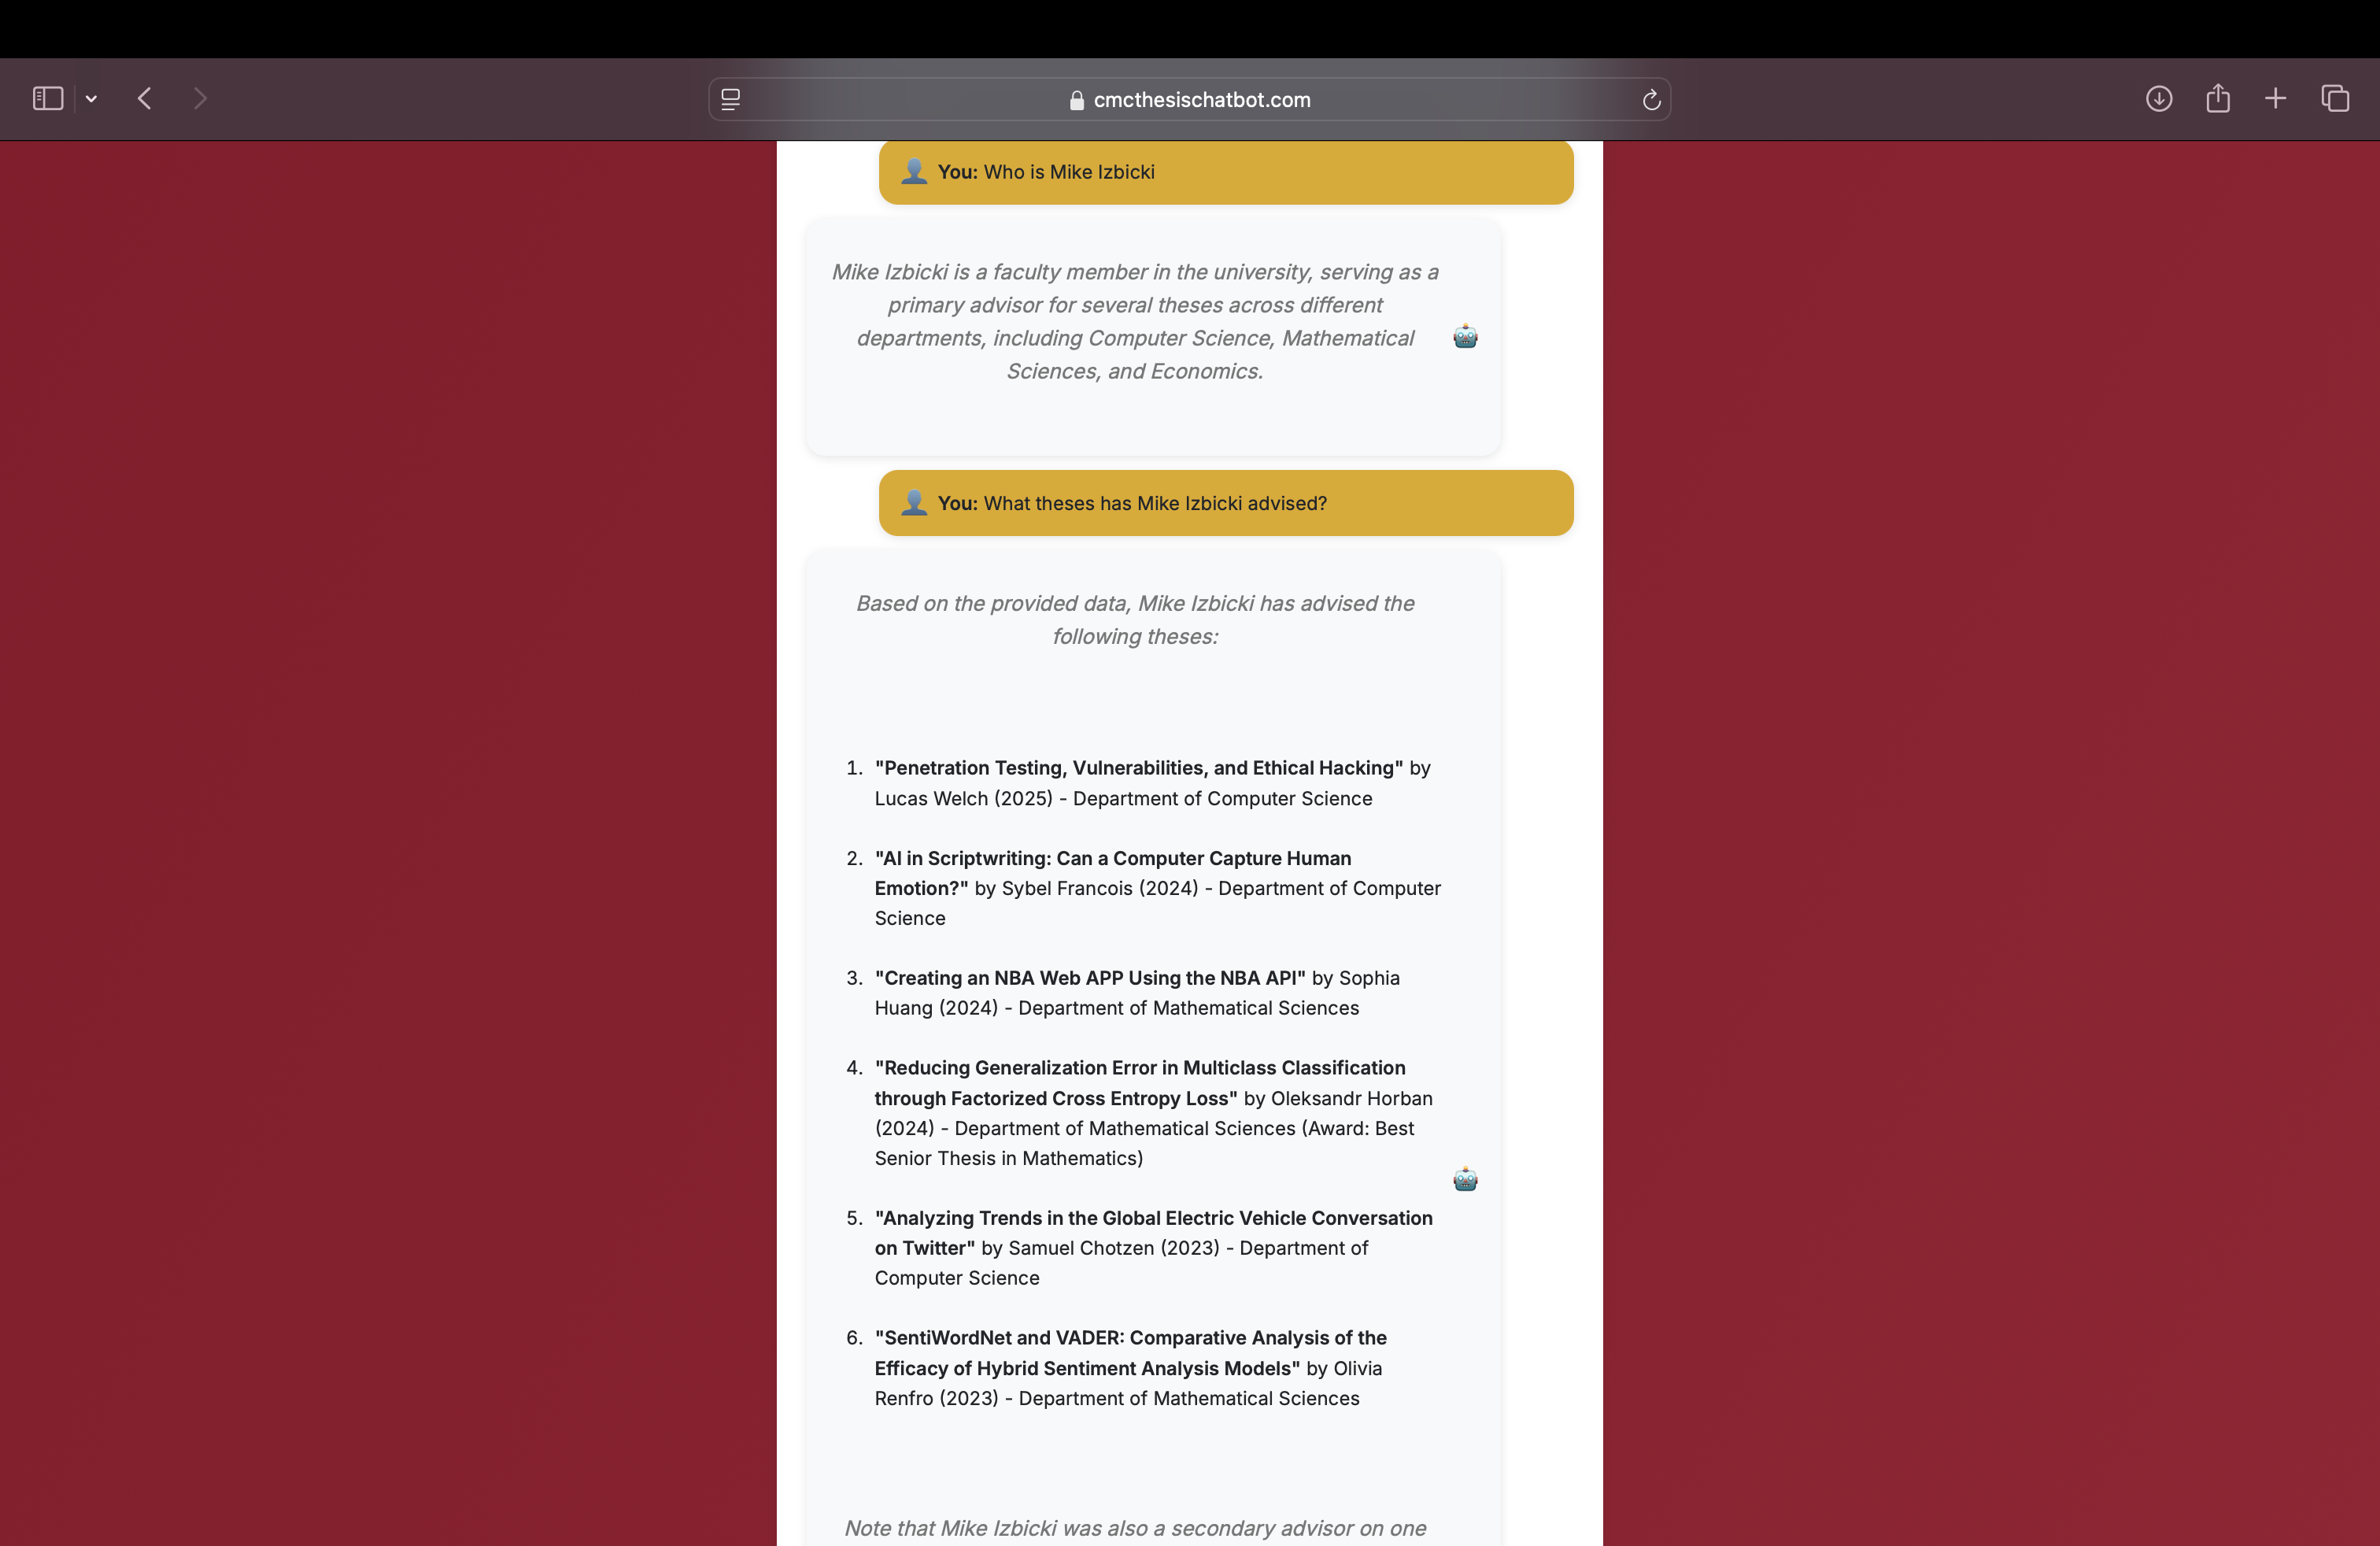 cmcthesischatbot.com
You: Who is Mike Izbicki
Mike Izbicki is a faculty member in the university, serving as a
primary advisor for several theses across different
departments, including Computer Science, Mathematical
Sciences, and Economics.
You: What theses has Mike Izbicki advised?
Based on the provided data, Mike Izbicki has advised the
following theses:
1. "Penetration Testing, Vulnerabilities, and Ethical Hacking" by
Lucas Welch (2025) - Department of Computer Science
2. "AI in Scriptwriting: Can a Computer Capture Human
Emotion?" by Sybel Francois (2024) - Department of Computer
Science
3. "Creating an NBA Web APP Using the NBA API" by Sophia
Huang (2024) - Department of Mathematical Sciences
4. "Reducing Generalization Error in Multiclass Classification
through Factorized Cross Entropy Loss" by Oleksandr Horban
(2024) - Department of Mathematical Sciences (Award: Best
Senior Thesis in Mathematics)
5. "Analyzing Trends in the Global Electric Vehicle Conversation
on Twitter" by Samuel Chotzen (2023) - Department of
Computer Science
6. "SentiWordNet and VADER: Comparative Analysis of the
Efficacy of Hybrid Sentiment Analysis Models" by Olivia
Renfro (2023) - Department of Mathematical Sciences
Note that Mike Izbicki was also a secondary advisor on one